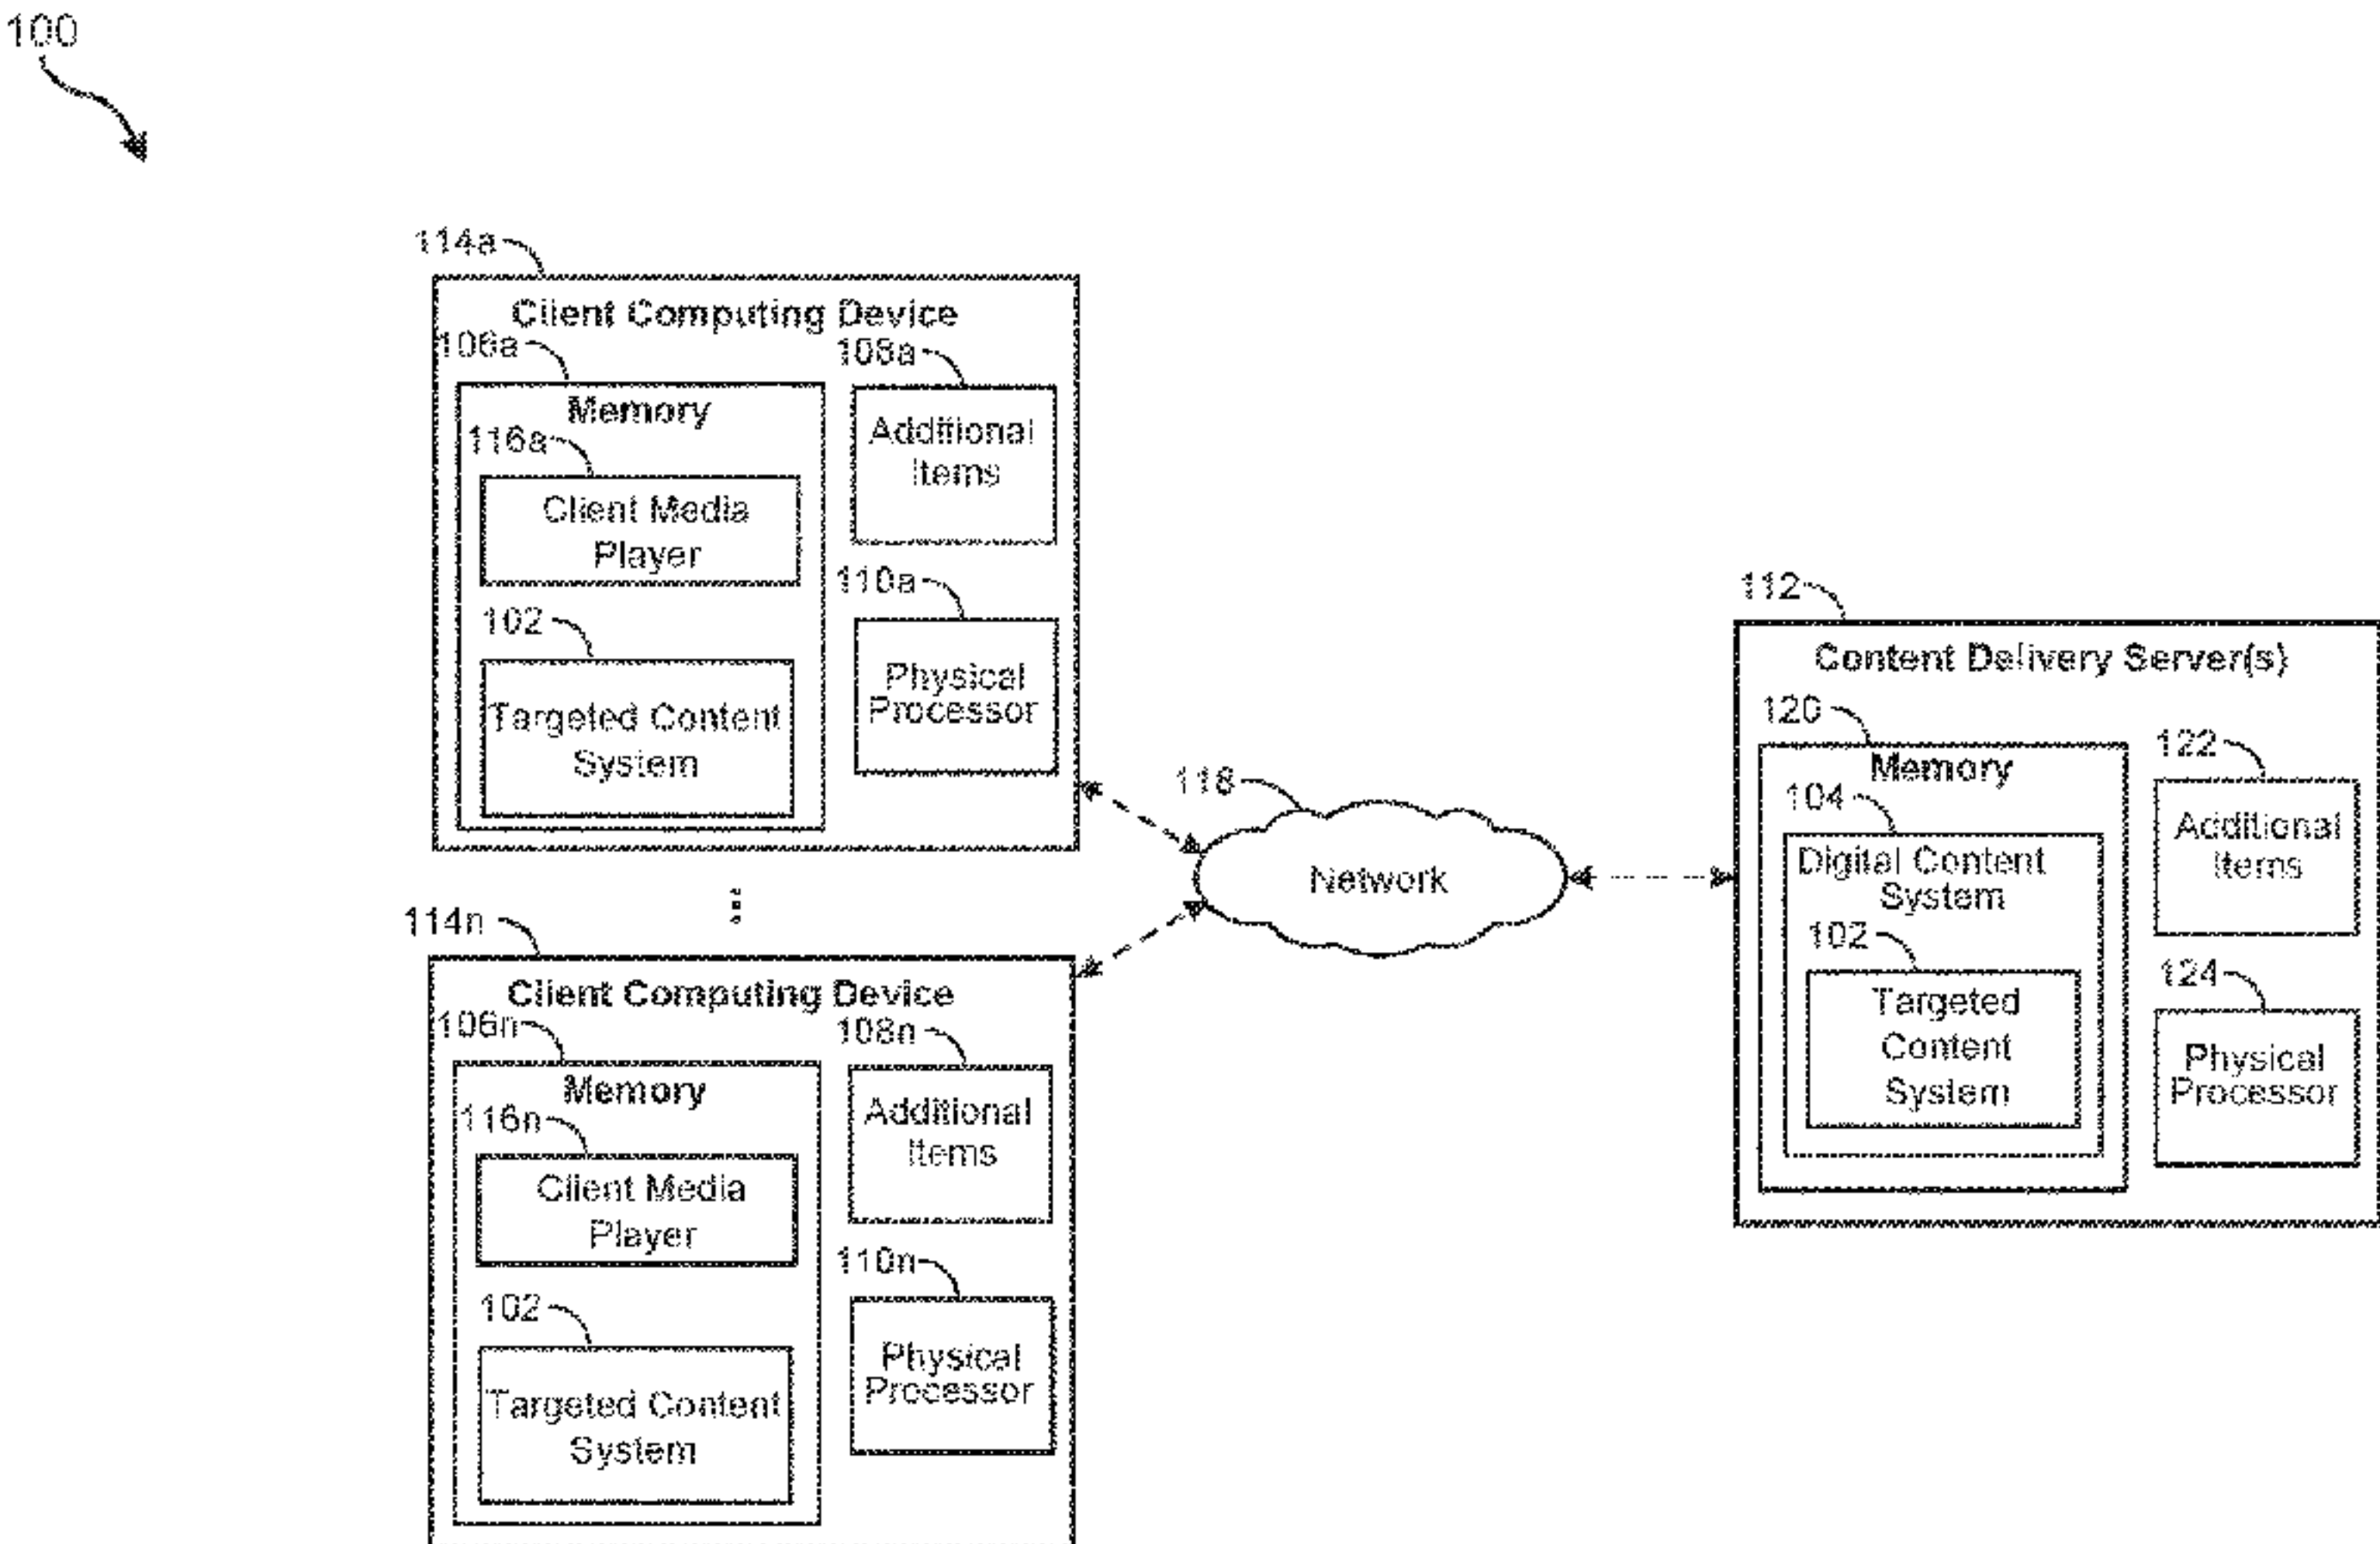 100
114a
Client Computing Device
106a
108a
Memory
Additional
Items
116a
Client Media
Player
110a
102
Physical
Processor
Targeted Content
System
112
Content Delivery Server(s)
120
122
Memory
Additional
Items
104
Digital Content
System
102
124
Targeted
Content
System
Physical
Processor
118
Network
114n
Client Computing Device
106n
108n
Memory
Additional
Items
116n
Client Media
Player
110n
102
Physical
Processor
Targeted Content
System